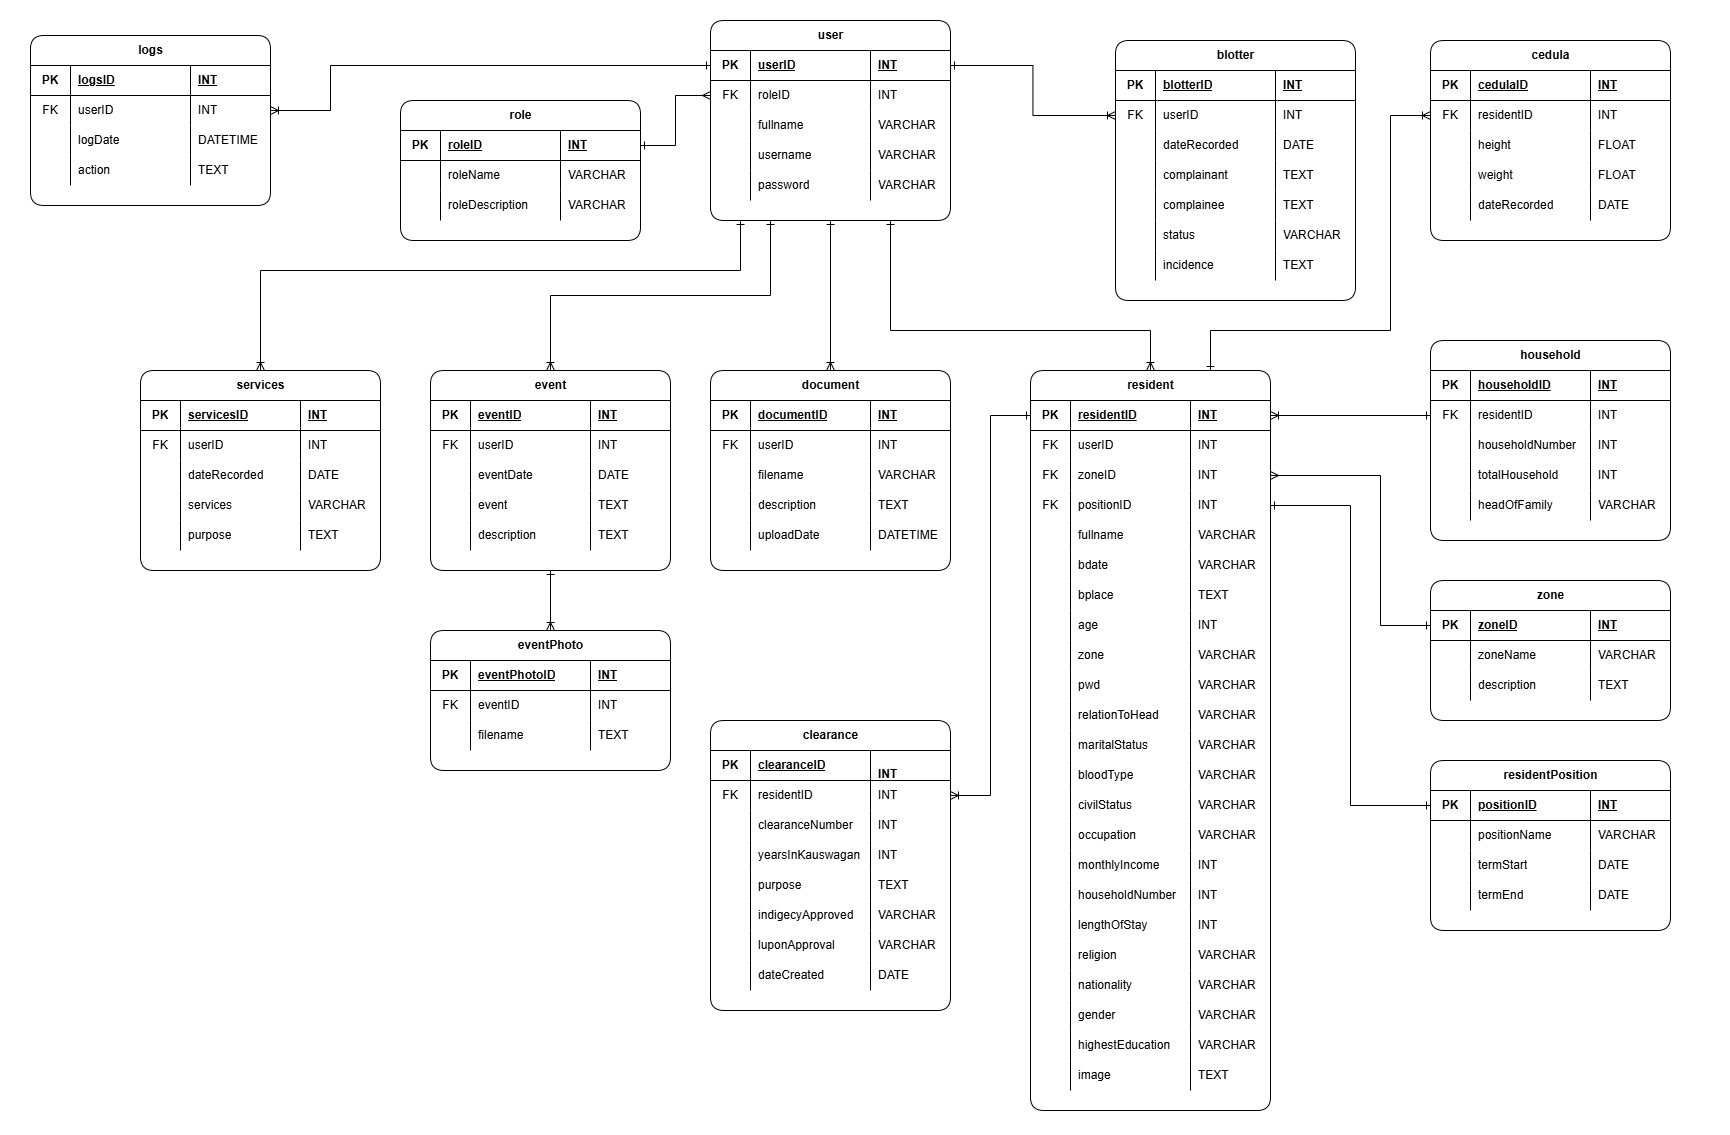 logs
PK logsID INT
FK userID INT
logDate DATETIME
action TEXT
role
PK roleID INT
roleName VARCHAR
roleDescription VARCHAR
user
PK userID INT
FK roleID INT
fullname VARCHAR
username VARCHAR
password VARCHAR
blotter
PK blotterID INT
FK userID INT
dateRecorded DATE
complainant TEXT
complainee TEXT
status VARCHAR
incidence TEXT
cedula
PK cedulaID INT
FK residentID INT
height FLOAT
weight FLOAT
dateRecorded DATE
services
PK servicesID INT
FK userID INT
dateRecorded DATE
services VARCHAR
purpose TEXT
event
PK eventID INT
FK userID INT
eventDate DATE
event TEXT
description TEXT
document
PK documentID INT
FK userID INT
filename VARCHAR
description TEXT
uploadDate DATETIME
resident
PK residentID INT
FK userID INT
FK zoneID INT
FK positionID INT
fullname VARCHAR
bdate VARCHAR
bplace TEXT
age INT
zone VARCHAR
pwd VARCHAR
relationToHead VARCHAR
maritalStatus VARCHAR
bloodType VARCHAR
civilStatus VARCHAR
occupation VARCHAR
monthlyIncome INT
householdNumber INT
lengthOfStay INT
religion VARCHAR
nationality VARCHAR
gender VARCHAR
highestEducation VARCHAR
image TEXT
household
PK householdID INT
FK residentID INT
householdNumber INT
totalHousehold INT
headOfFamily VARCHAR
zone
PK zoneID INT
zoneName VARCHAR
description TEXT
eventPhoto
PK eventPhotoID INT
FK eventID INT
filename TEXT
clearance
PK clearanceID INT
FK residentID INT
clearanceNumber INT
yearsInKauswagan INT
purpose TEXT
indigecyApproved VARCHAR
luponApproval VARCHAR
dateCreated DATE
residentPosition
PK positionID INT
positionName VARCHAR
termStart DATE
termEnd DATE